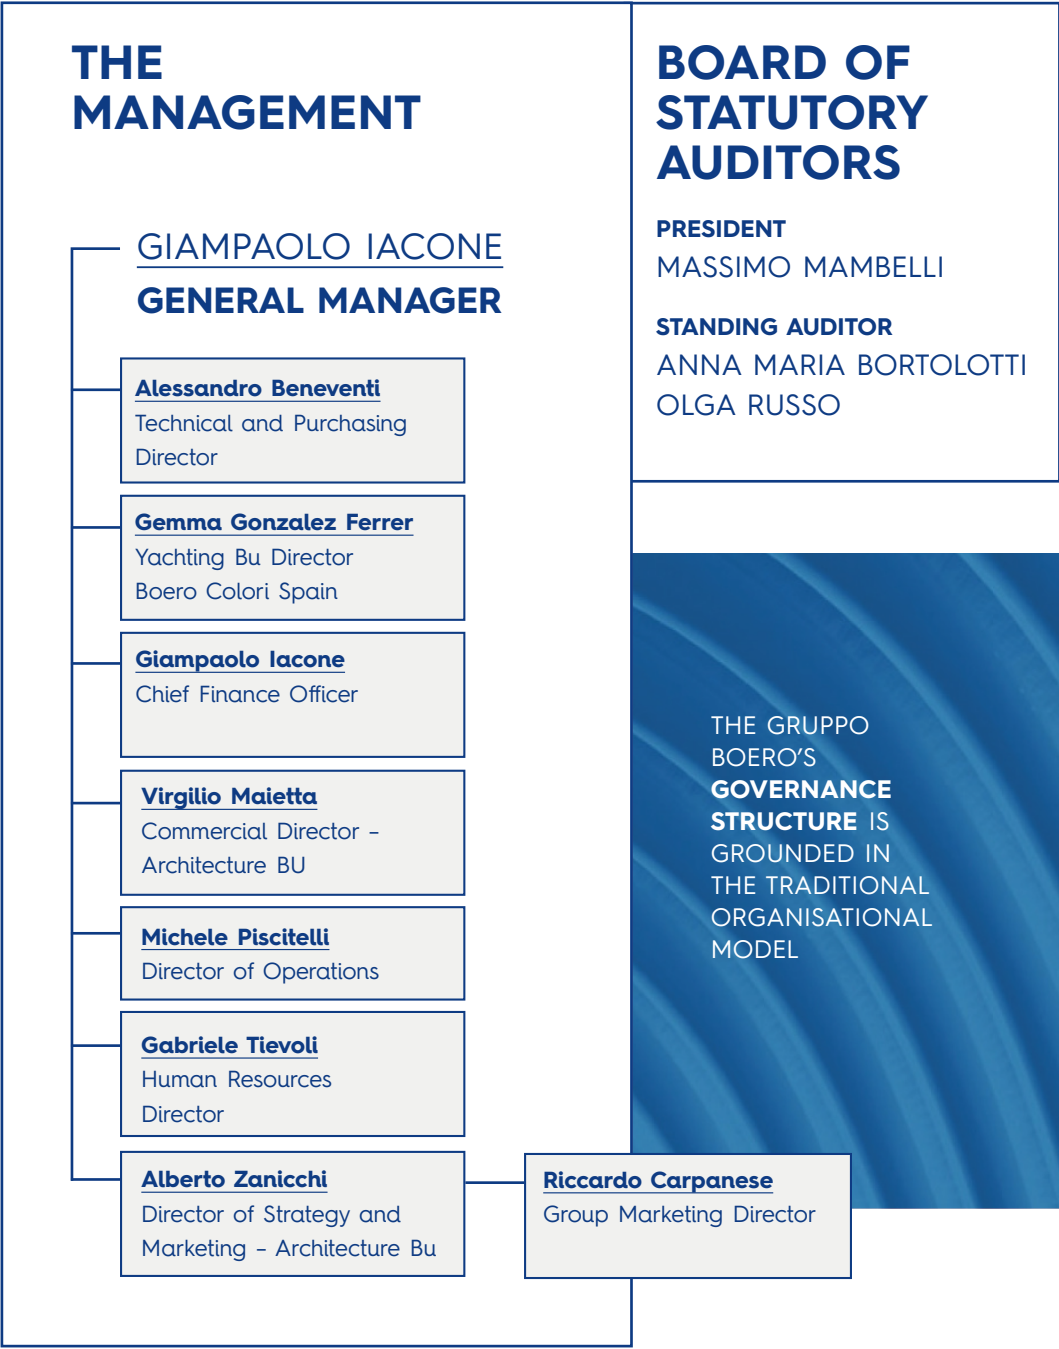 THE
MANAGEMENT
GIAMPAOLO IACONE
GENERAL MANAGER
Alessandro Beneventi
Technical and Purchasing
Director
Gemma Gonzalez Ferrer
Yachting Bu Director
Boero Colori Spain
Giampaolo Iacone
Chief Finance Officer
Virgilio Maietta
Commercial Director –
Architecture BU
Michele Piscitelli
Director of Operations
Gabriele Tievoli
Human Resources
Director
Alberto Zanicchi
Director of Strategy and
Marketing – Architecture Bu
Riccardo Carpanese
Group Marketing Director
BOARD OF
STATUTORY
AUDITORS
PRESIDENT
MASSIMO MAMBELLI
STANDING AUDITOR
ANNA MARIA BORTOLOTTI
OLGA RUSSO
THE GRUPPO
BOERO’S
GOVERNANCE
STRUCTURE IS
GROUNDED IN
THE TRADITIONAL
ORGANISATIONAL
MODEL